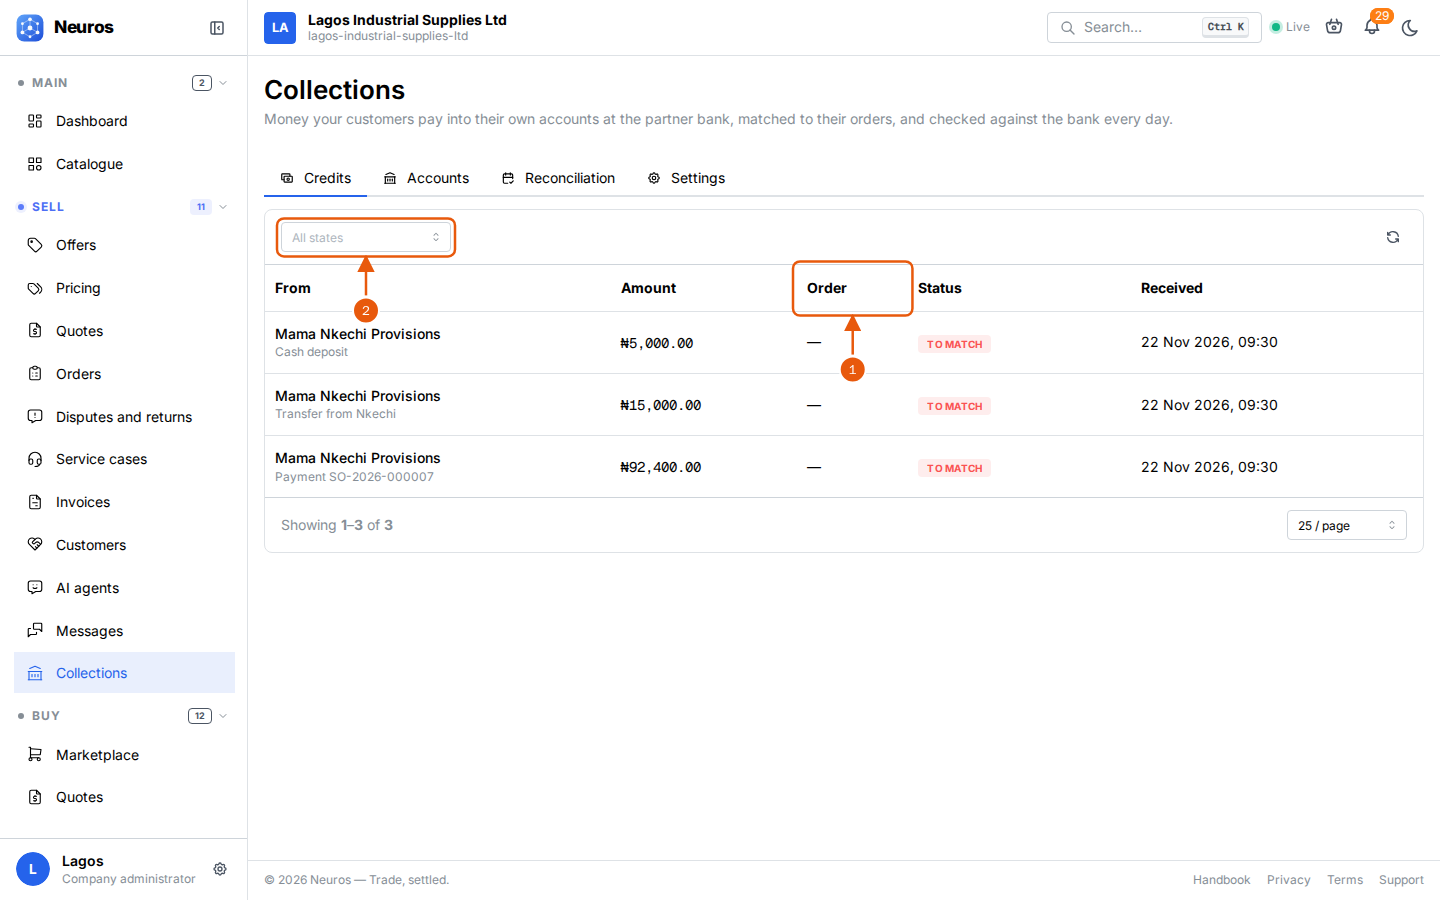 Neuros
LA
Lagos Industrial Supplies Ltd
lagos-industrial-supplies-ltd
Search...
Ctrl K
Live
29
MAIN
2
Dashboard
Catalogue
SELL
11
Offers
Pricing
Quotes
Orders
Disputes and returns
Service cases
Invoices
Customers
AI agents
Messages
Collections
BUY
12
Marketplace
Quotes
L
Lagos
Company administrator
Collections
Money your customers pay into their own accounts at the partner bank, matched to their orders, and checked against the bank every day.
Credits
Accounts
Reconciliation
Settings
All states
From Amount Order Status Received
2
1
Mama Nkechi Provisions
Cash deposit
₦5,000.00 — TO MATCH 22 Nov 2026, 09:30
Mama Nkechi Provisions
Transfer from Nkechi
₦15,000.00 — TO MATCH 22 Nov 2026, 09:30
Mama Nkechi Provisions
Payment SO-2026-000007
₦92,400.00 — TO MATCH 22 Nov 2026, 09:30
Showing 1–3 of 3
25 / page
© 2026 Neuros — Trade, settled.
Handbook Privacy Terms Support